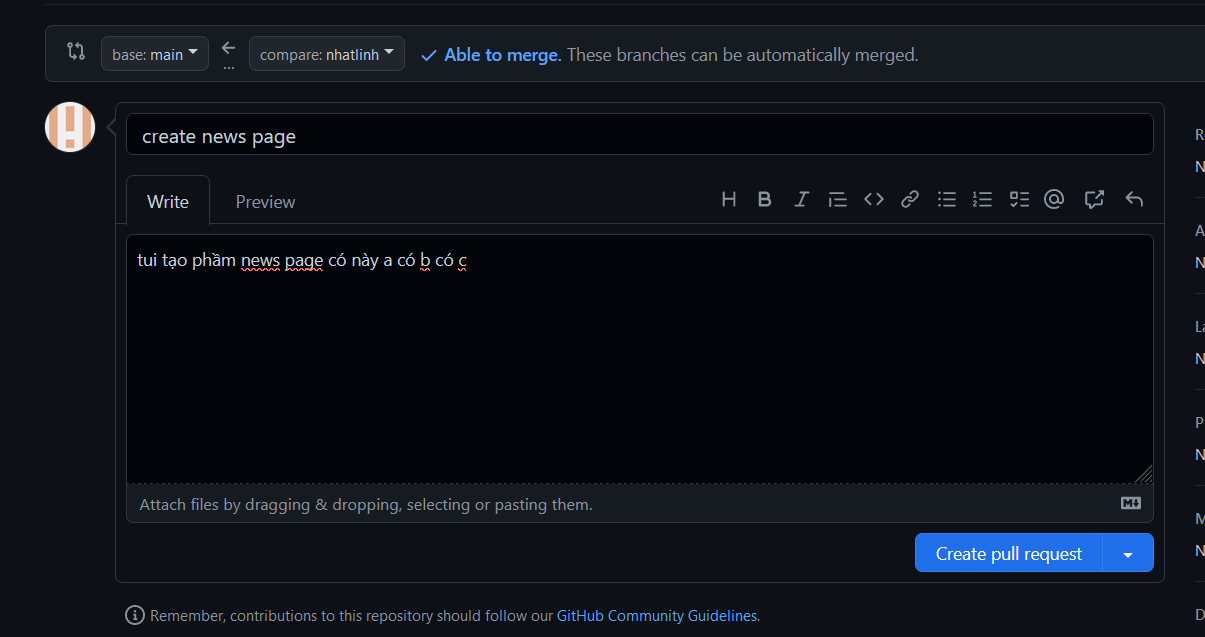 base: main compare: nhatlinh Able to merge. These branches can be automatically merged.
create news page
Write Preview
tui tạo phầm news page có này a có b có c
Attach files by dragging & dropping, selecting or pasting them.
Create pull request
Remember, contributions to this repository should follow our GitHub Community Guidelines.